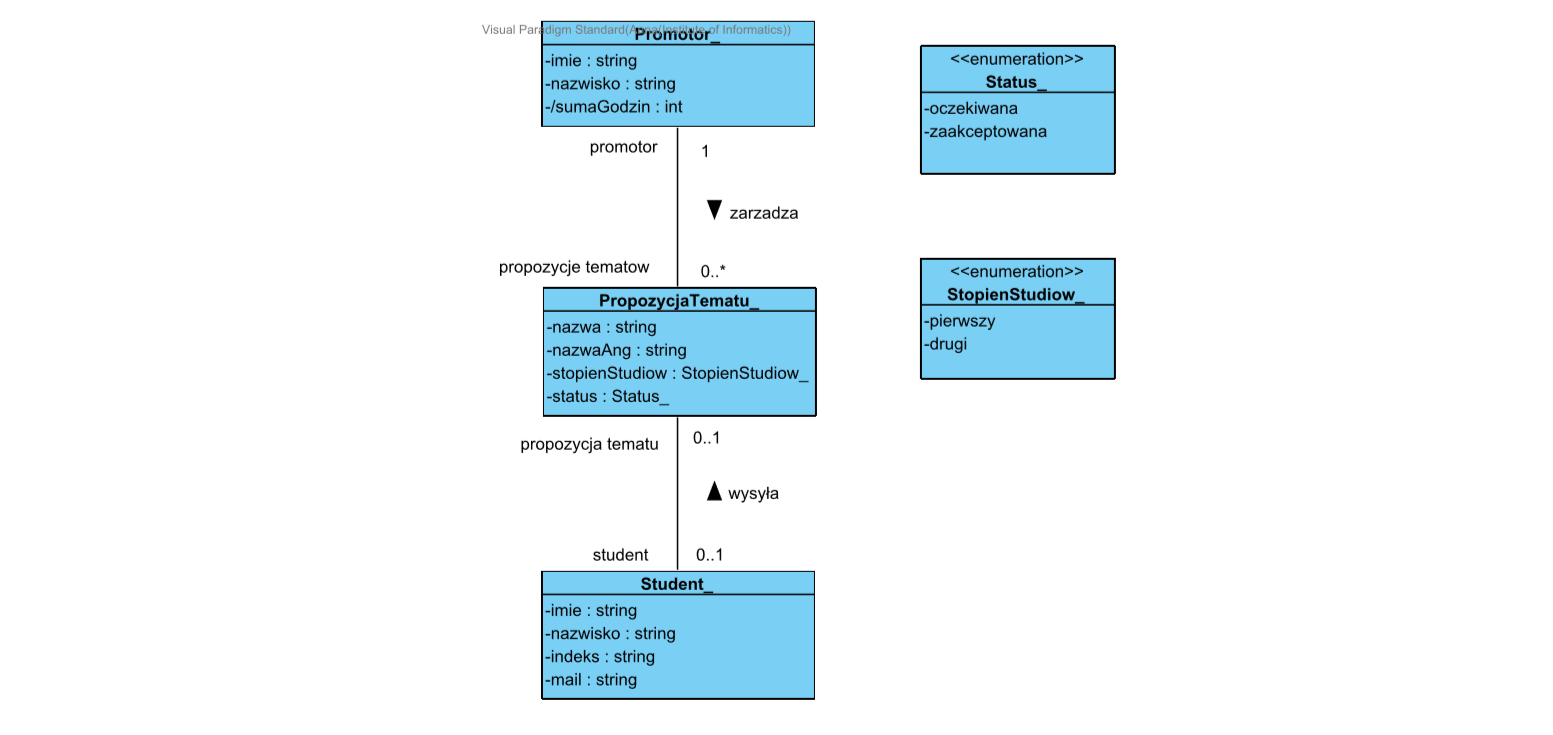 Visual Paradigm Standard(Anna(Institute of Informatics))
Promotor_
-imie : string
-nazwisko : string
-/sumaGodzin : int
promotor
1
zarzadza
propozycje tematow
0..*
PropozycjaTematu_
-nazwa : string
-nazwaAng : string
-stopienStudiow : StopienStudiow_
-status : Status_
propozycja tematu
0..1
wysyła
student
0..1
Student_
-imie : string
-nazwisko : string
-indeks : string
-mail : string
<<enumeration>>
Status_
-oczekiwana
-zaakceptowana
<<enumeration>>
StopienStudiow_
-pierwszy
-drugi